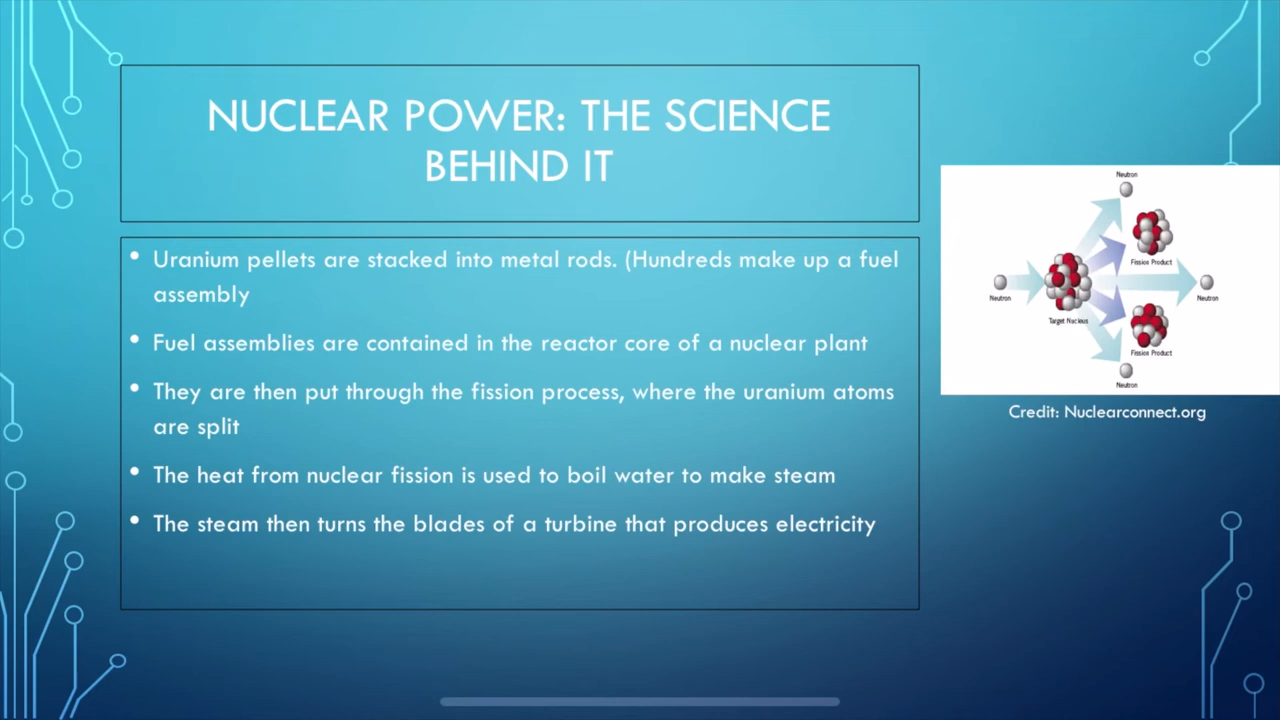 NUCLEAR POWER: THE SCIENCE
BEHIND IT
• Uranium pellets are stacked into metal rods. (Hundreds make up a fuel
assembly
• Fuel assemblies are contained in the reactor core of a nuclear plant
• They are then put through the fission process, where the uranium atoms
are split
• The heat from nuclear fission is used to boil water to make steam
• The steam then turns the blades of a turbine that produces electricity
Neutron
Fission Product
Neutron
Neutron
Target Nucleus
Fission Product
Neutron
Credit: Nuclearconnect.org